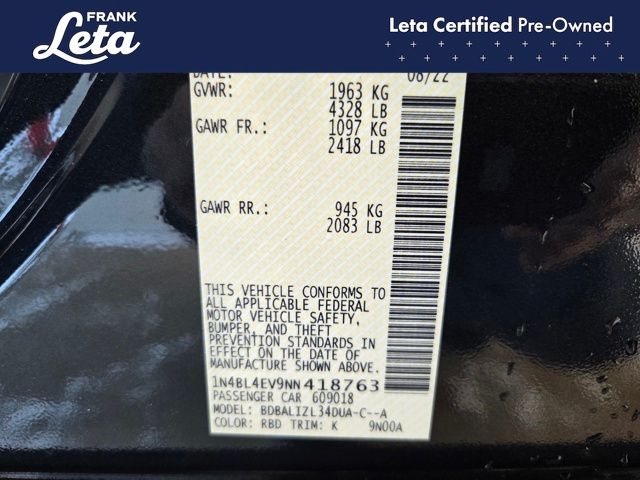 FRANK
Leta
Leta Certified Pre-Owned
DATE: 08/22
GVWR: 1963 KG
4328 LB
GAWR FR.: 1097 KG
2418 LB
GAWR RR.: 945 KG
2083 LB
THIS VEHICLE CONFORMS TO
ALL APPLICABLE FEDERAL
MOTOR VEHICLE SAFETY,
BUMPER, AND THEFT
PREVENTION STANDARDS IN
EFFECT ON THE DATE OF
MANUFACTURE SHOWN ABOVE.
1N4BL4EV9NN418763
PASSENGER CAR 609018
MODEL: BDBALIZL34DUA-C--A
COLOR: RBD TRIM: K 9N00A